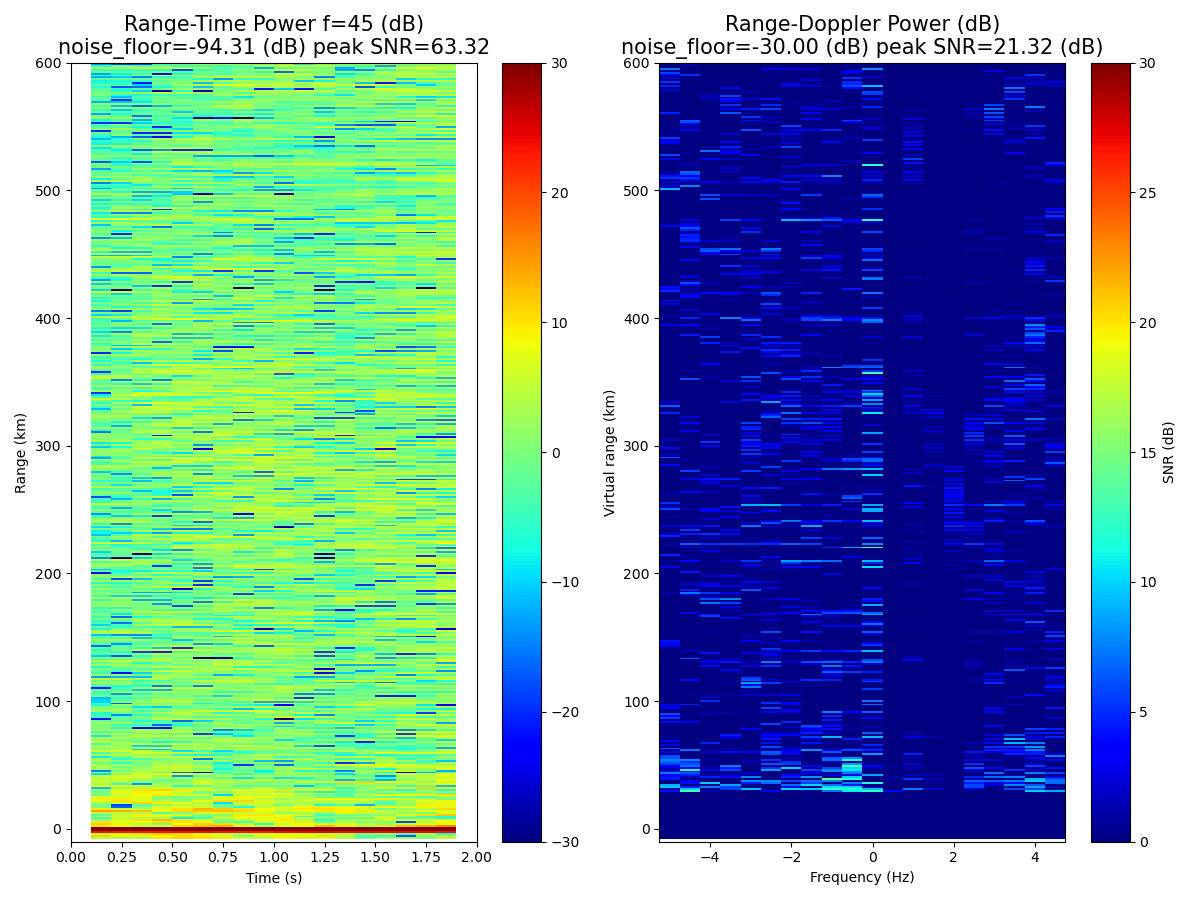 Range-Time Power f=45 (dB)
noise_floor=-94.31 (dB) peak SNR=63.32
Range-Doppler Power (dB)
noise_floor=-30.00 (dB) peak SNR=21.32 (dB)
600
500
400
300
200
100
0
Range (km)
0.00 0.25 0.50 0.75 1.00 1.25 1.50 1.75 2.00
Time (s)
30
20
10
0
−10
−20
−30
600
500
400
300
200
100
0
Virtual range (km)
−4 −2 0 2 4
Frequency (Hz)
30
25
20
15
10
5
0
SNR (dB)